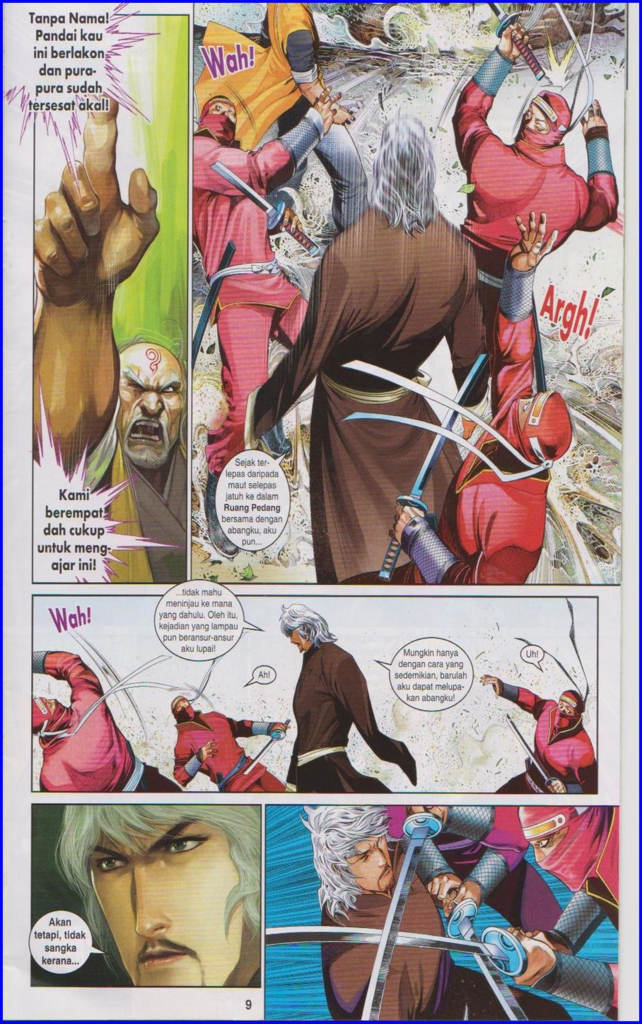 Tanpa Nama!
Pandai kau
ini berlakon
dan pura-
pura sudah
tersesat akal!
Kami
berempat
dah cukup
untuk meng-
ajar ini!
Wah!
Argh!
Sejak ter-
lepas daripada
maut selepas
jatuh ke dalam
Ruang Pedang
bersama dengan
abangku, aku
pun...
Wah!
...tidak mahu
meninjau ke mana
yang dahulu. Oleh itu,
kejadian yang lampau
pun beransur-ansur
aku lupai!
Ah!
Mungkin hanya
dengan cara yang
sedemikian, barulah
aku dapat melupa-
kan abangku!
Uh!
Akan
tetapi, tidak
sangka
kerana...
9